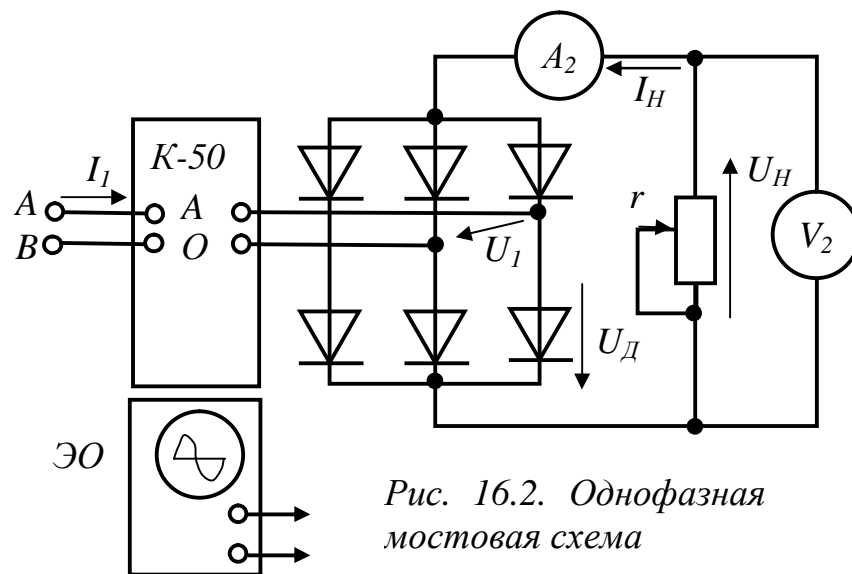 A₂
I_Н
К-50
I₁
A
A
r
U_Н
B
O
U₁
V₂
U_Д
ЭО
Рис. 16.2. Однофазная
мостовая схема